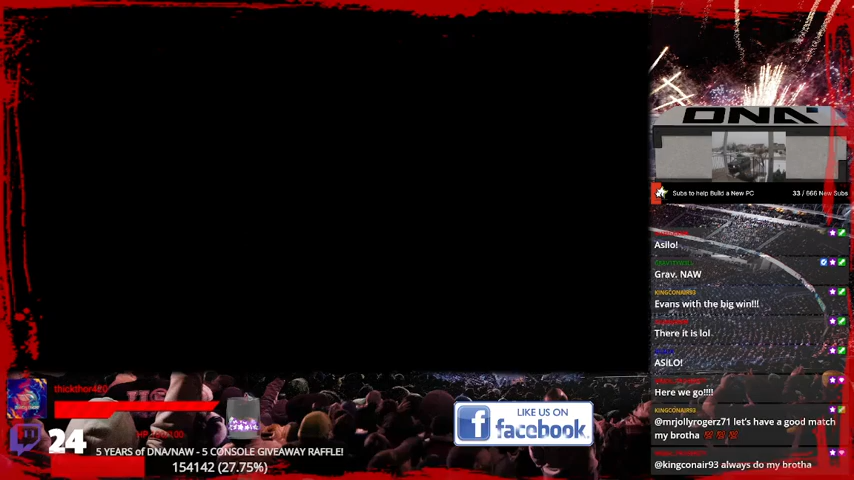 DNA
Subs to help Build a New PC 33 / 666 New Subs
Asilo!
Grav. NAW
KINGCONAIR93
Evans with the big win!!!
There it is lol
ASILO!
Here we go!!!!
KINGCONAIR93
@mrjollyrogerz71 let's have a good match
my brotha 💯 💯 💯
@kingconair93 always do my brotha
thickthor420
24
5 YEARS of DNA/NAW - 5 CONSOLE GIVEAWAY RAFFLE!
154142 (27.75%)
LIKE US ON
facebook